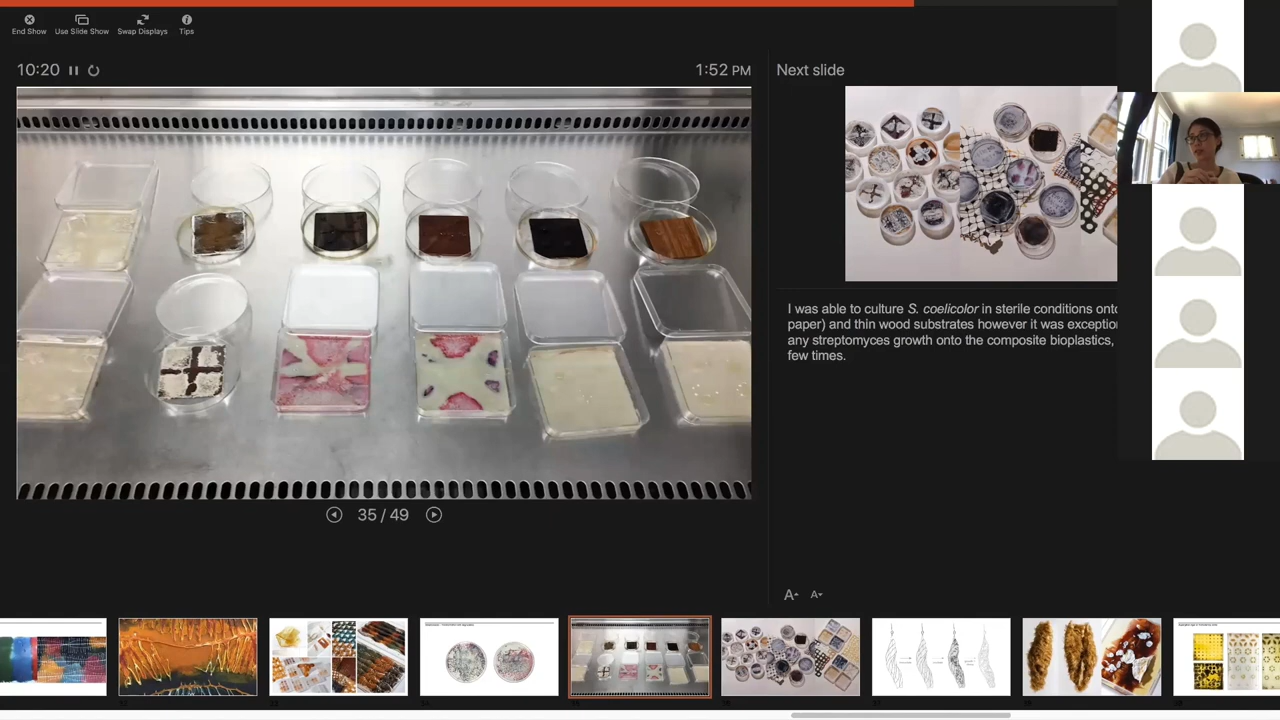 End Show
Use Slide Show
Swap Displays
Tips
10:20
1:52 PM
Next slide
I was able to culture S. coelicolor in sterile conditions onto
paper) and thin wood substrates however it was exception
any streptomyces growth onto the composite bioplastics,
few times.
35 / 49
A
A